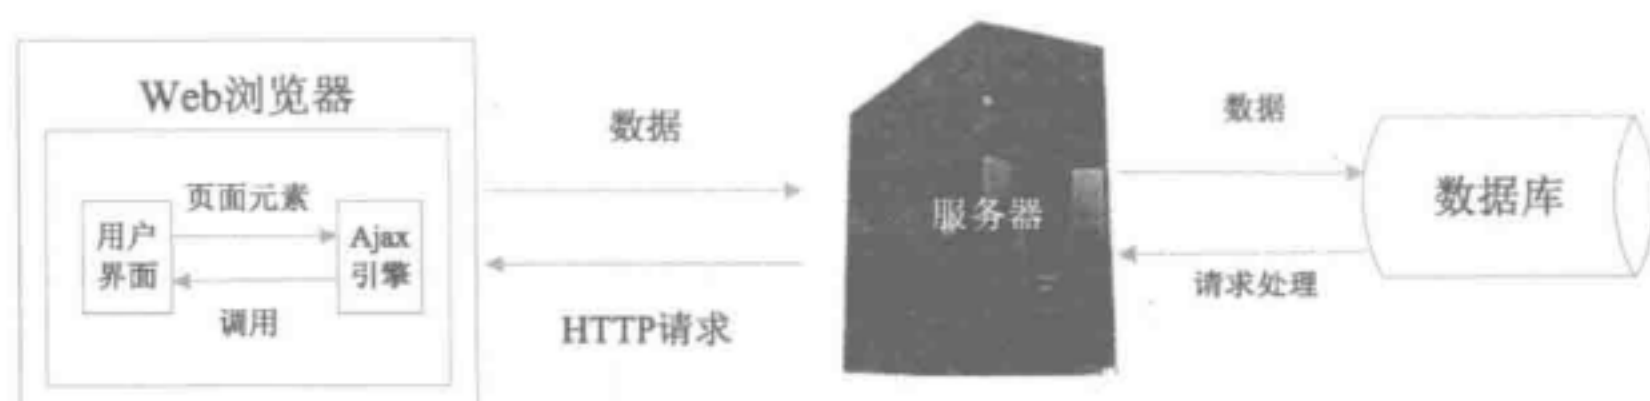 Web浏览器
页面元素
用户
界面
Ajax
引擎
调用
数据
HTTP请求
服务器
数据
请求处理
数据库